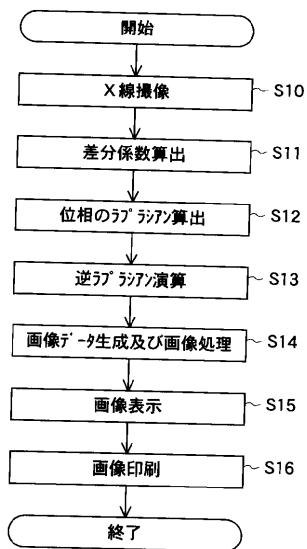 開始
X線撮像 S10
差分係数算出 S11
位相のラプラシアン算出 S12
逆ラプラシアン演算 S13
画像データ生成及び画像処理 S14
画像表示 S15
画像印刷 S16
終了